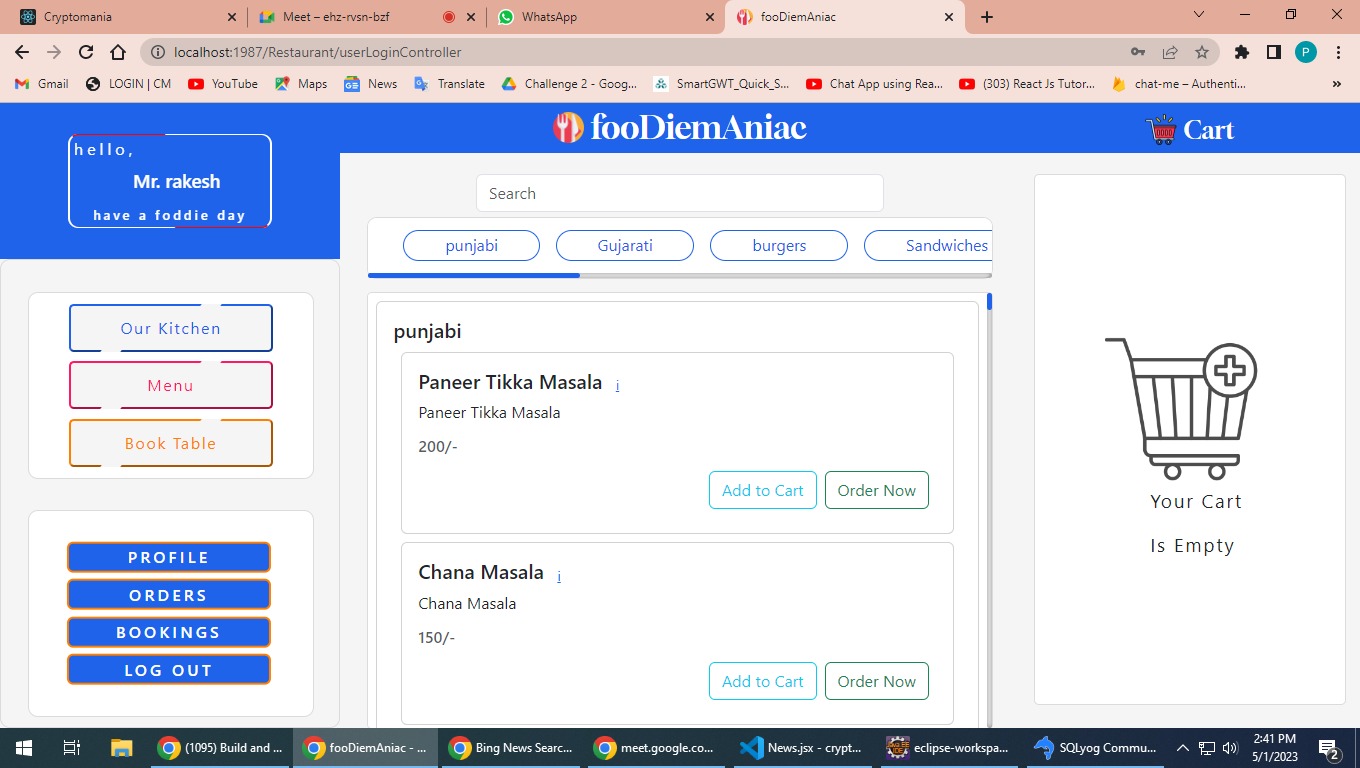 Cryptomania
Meet – ehz-rvsn-bzf
WhatsApp
fooDiemAniac
localhost:1987/Restaurant/userLoginController
P
Gmail
LOGIN | CM
YouTube
Maps
News
Translate
Challenge 2 - Goog...
SmartGWT_Quick_S...
Chat App using Rea...
(303) React Js Tutor...
chat-me – Authenti...
»
hello,
Mr. rakesh
have a foddie day
fooDiemAniac
Cart
Search
punjabi
Gujarati
burgers
Sandwiches
Our Kitchen
Menu
Book Table
PROFILE
ORDERS
BOOKINGS
LOG OUT
punjabi
Paneer Tikka Masala i
Paneer Tikka Masala
200/-
Add to Cart
Order Now
Chana Masala i
Chana Masala
150/-
Add to Cart
Order Now
Your Cart
Is Empty
(1095) Build and ...
fooDiemAniac - ...
Bing News Searc...
meet.google.co...
News.jsx - crypt...
eclipse-workspa...
SQLyog Commu...
2:41 PM
5/1/2023
2